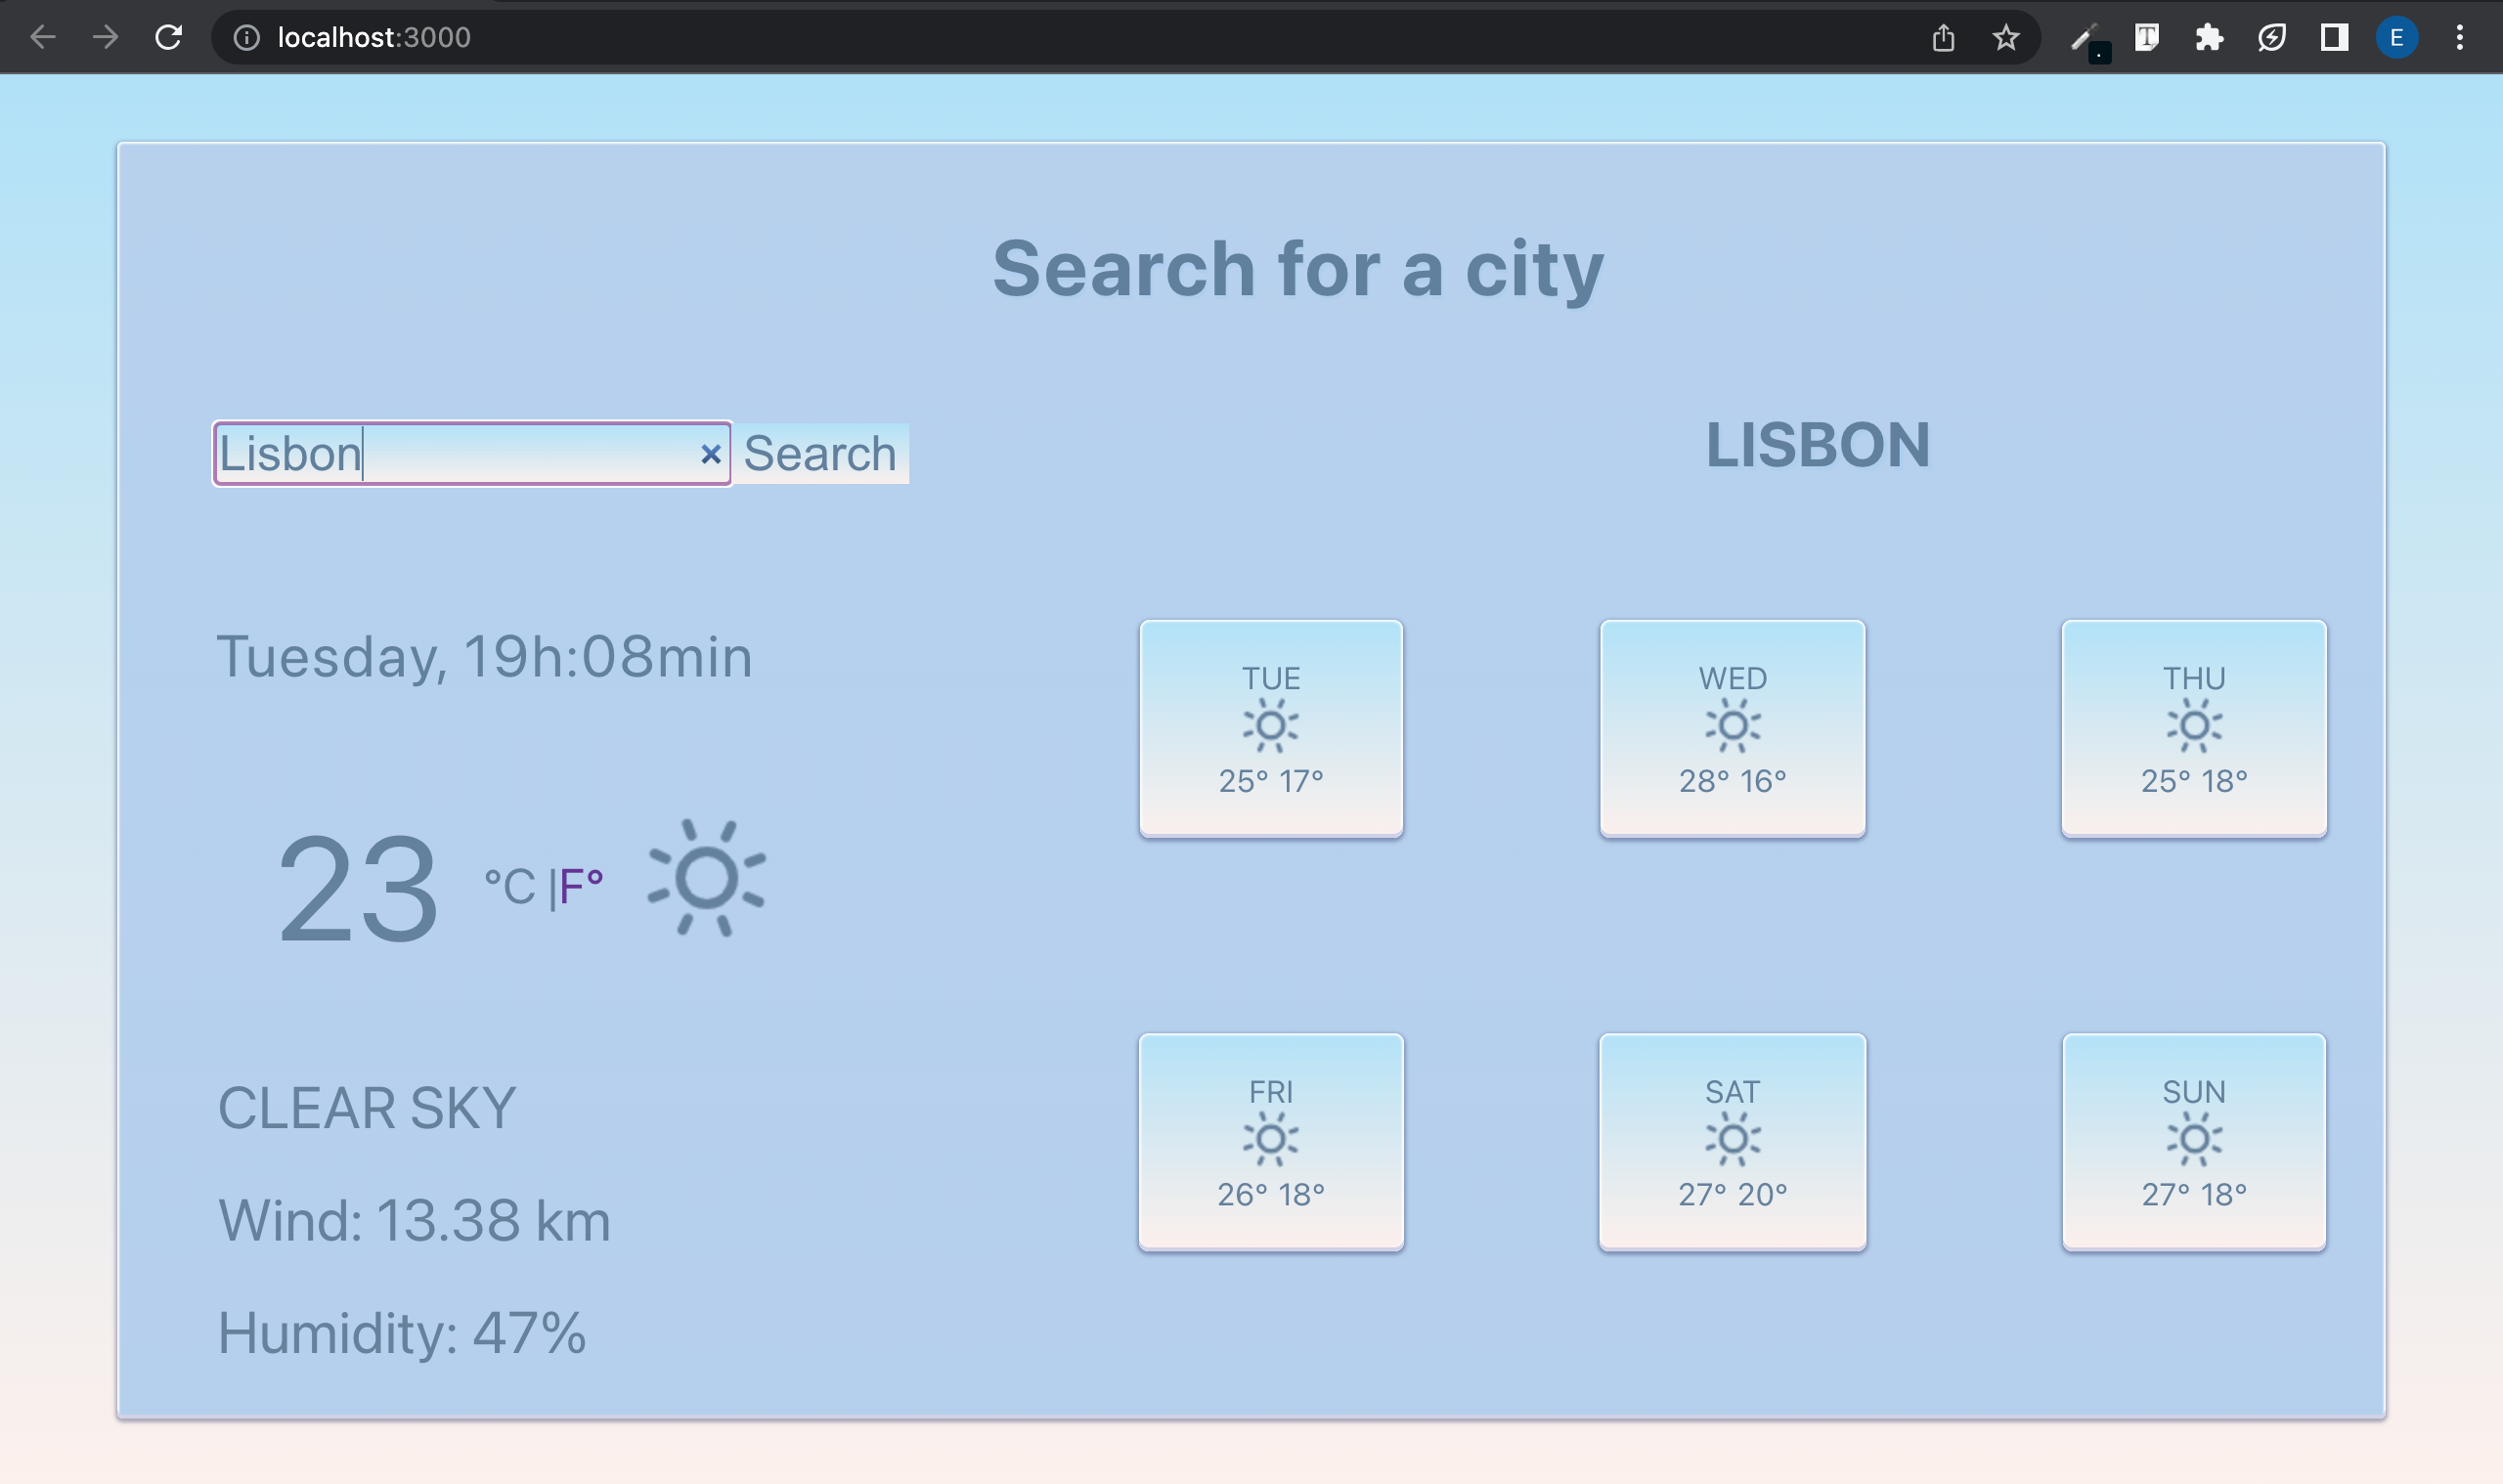 localhost:3000
E
Search for a city
Lisbon × Search
LISBON
Tuesday, 19h:08min
23 °C |F°
CLEAR SKY
Wind: 13.38 km
Humidity: 47%
TUE
25° 17°
WED
28° 16°
THU
25° 18°
FRI
26° 18°
SAT
27° 20°
SUN
27° 18°